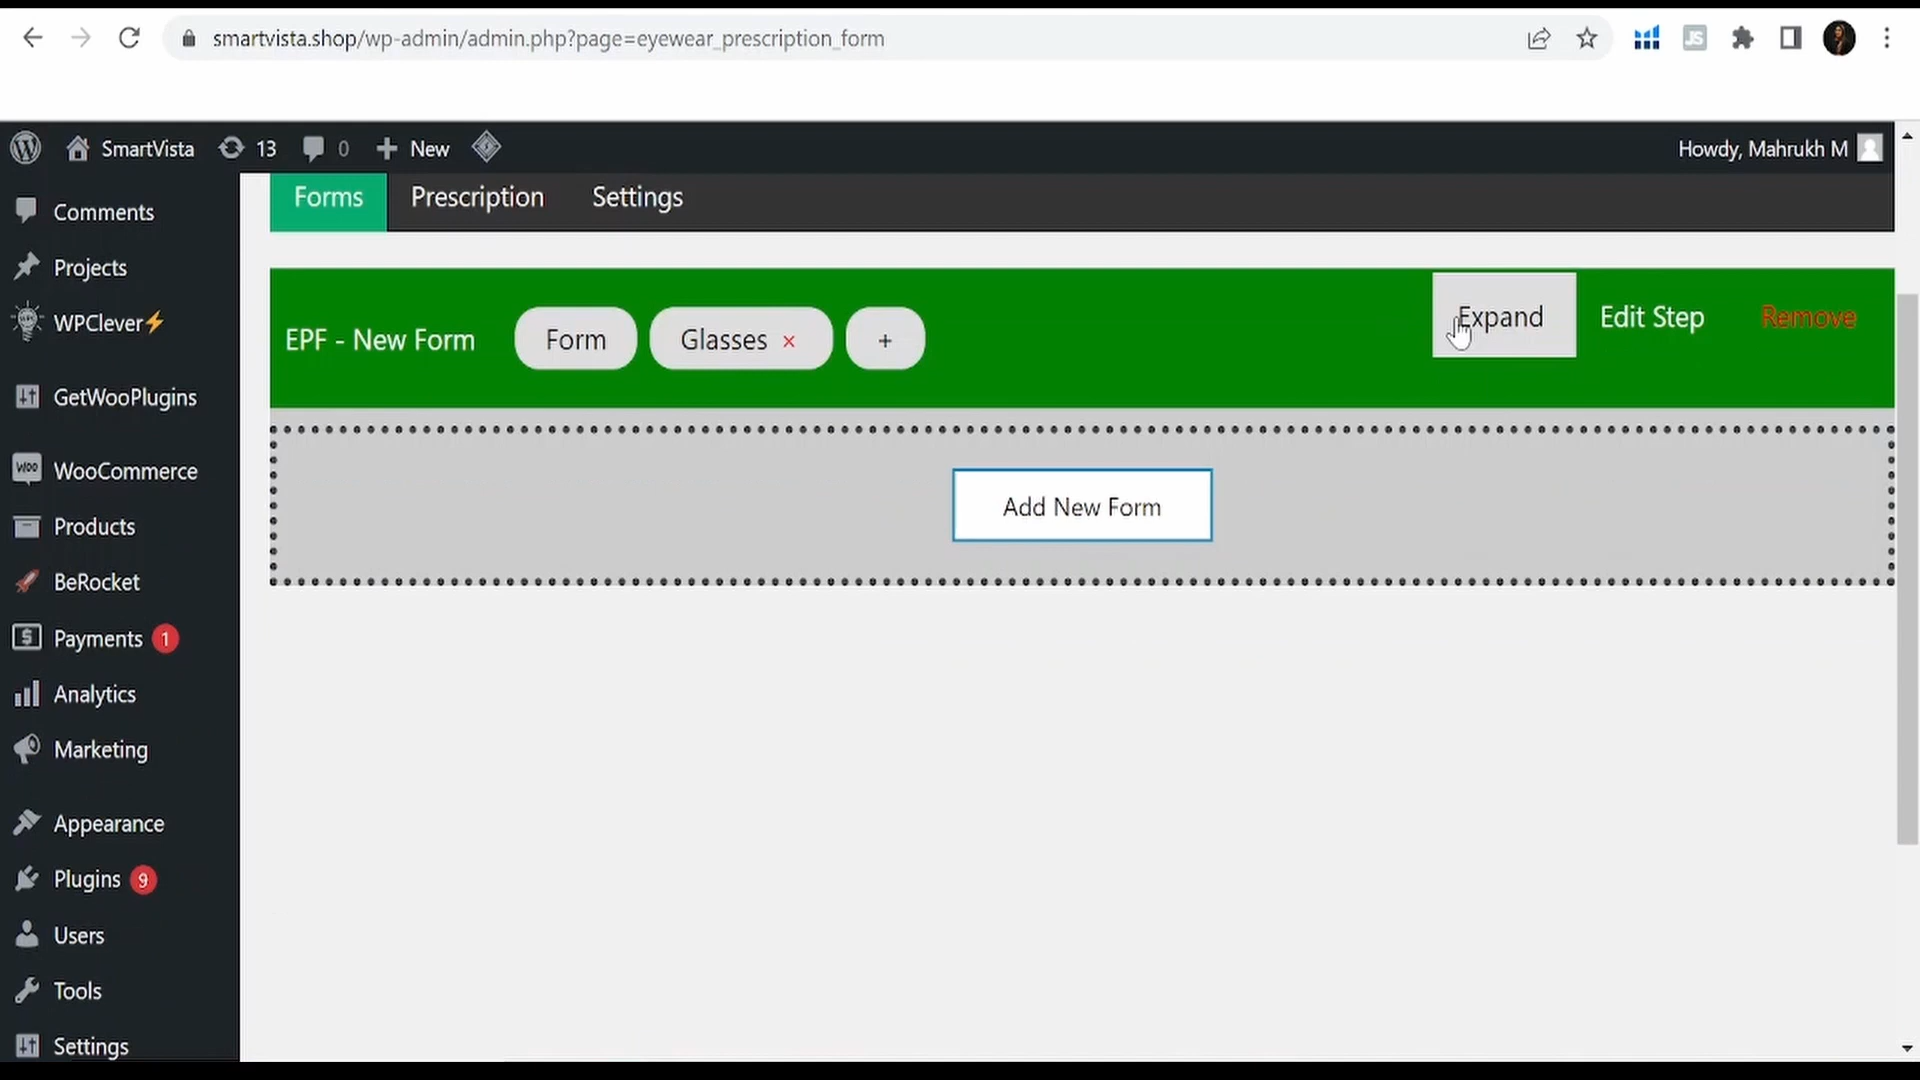 smartvista.shop/wp-admin/admin.php?page=eyewear_prescription_form
JS
SmartVista 13 0 + New
Howdy, Mahrukh M
Comments
Projects
WPClever⚡
GetWooPlugins
Woo WooCommerce
Products
BeRocket
Payments 1
Analytics
Marketing
Appearance
Plugins 9
Users
Tools
Settings
Forms Prescription Settings
EPF - New Form Form Glasses × +
Expand Edit Step Remove
Add New Form